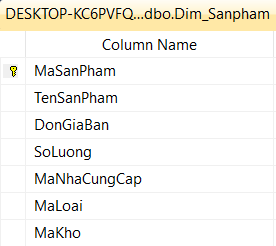 DESKTOP-KC6PVFQ...dbo.Dim_Sanpham
Column Name
MaSanPham
TenSanPham
DonGiaBan
SoLuong
MaNhaCungCap
MaLoai
MaKho